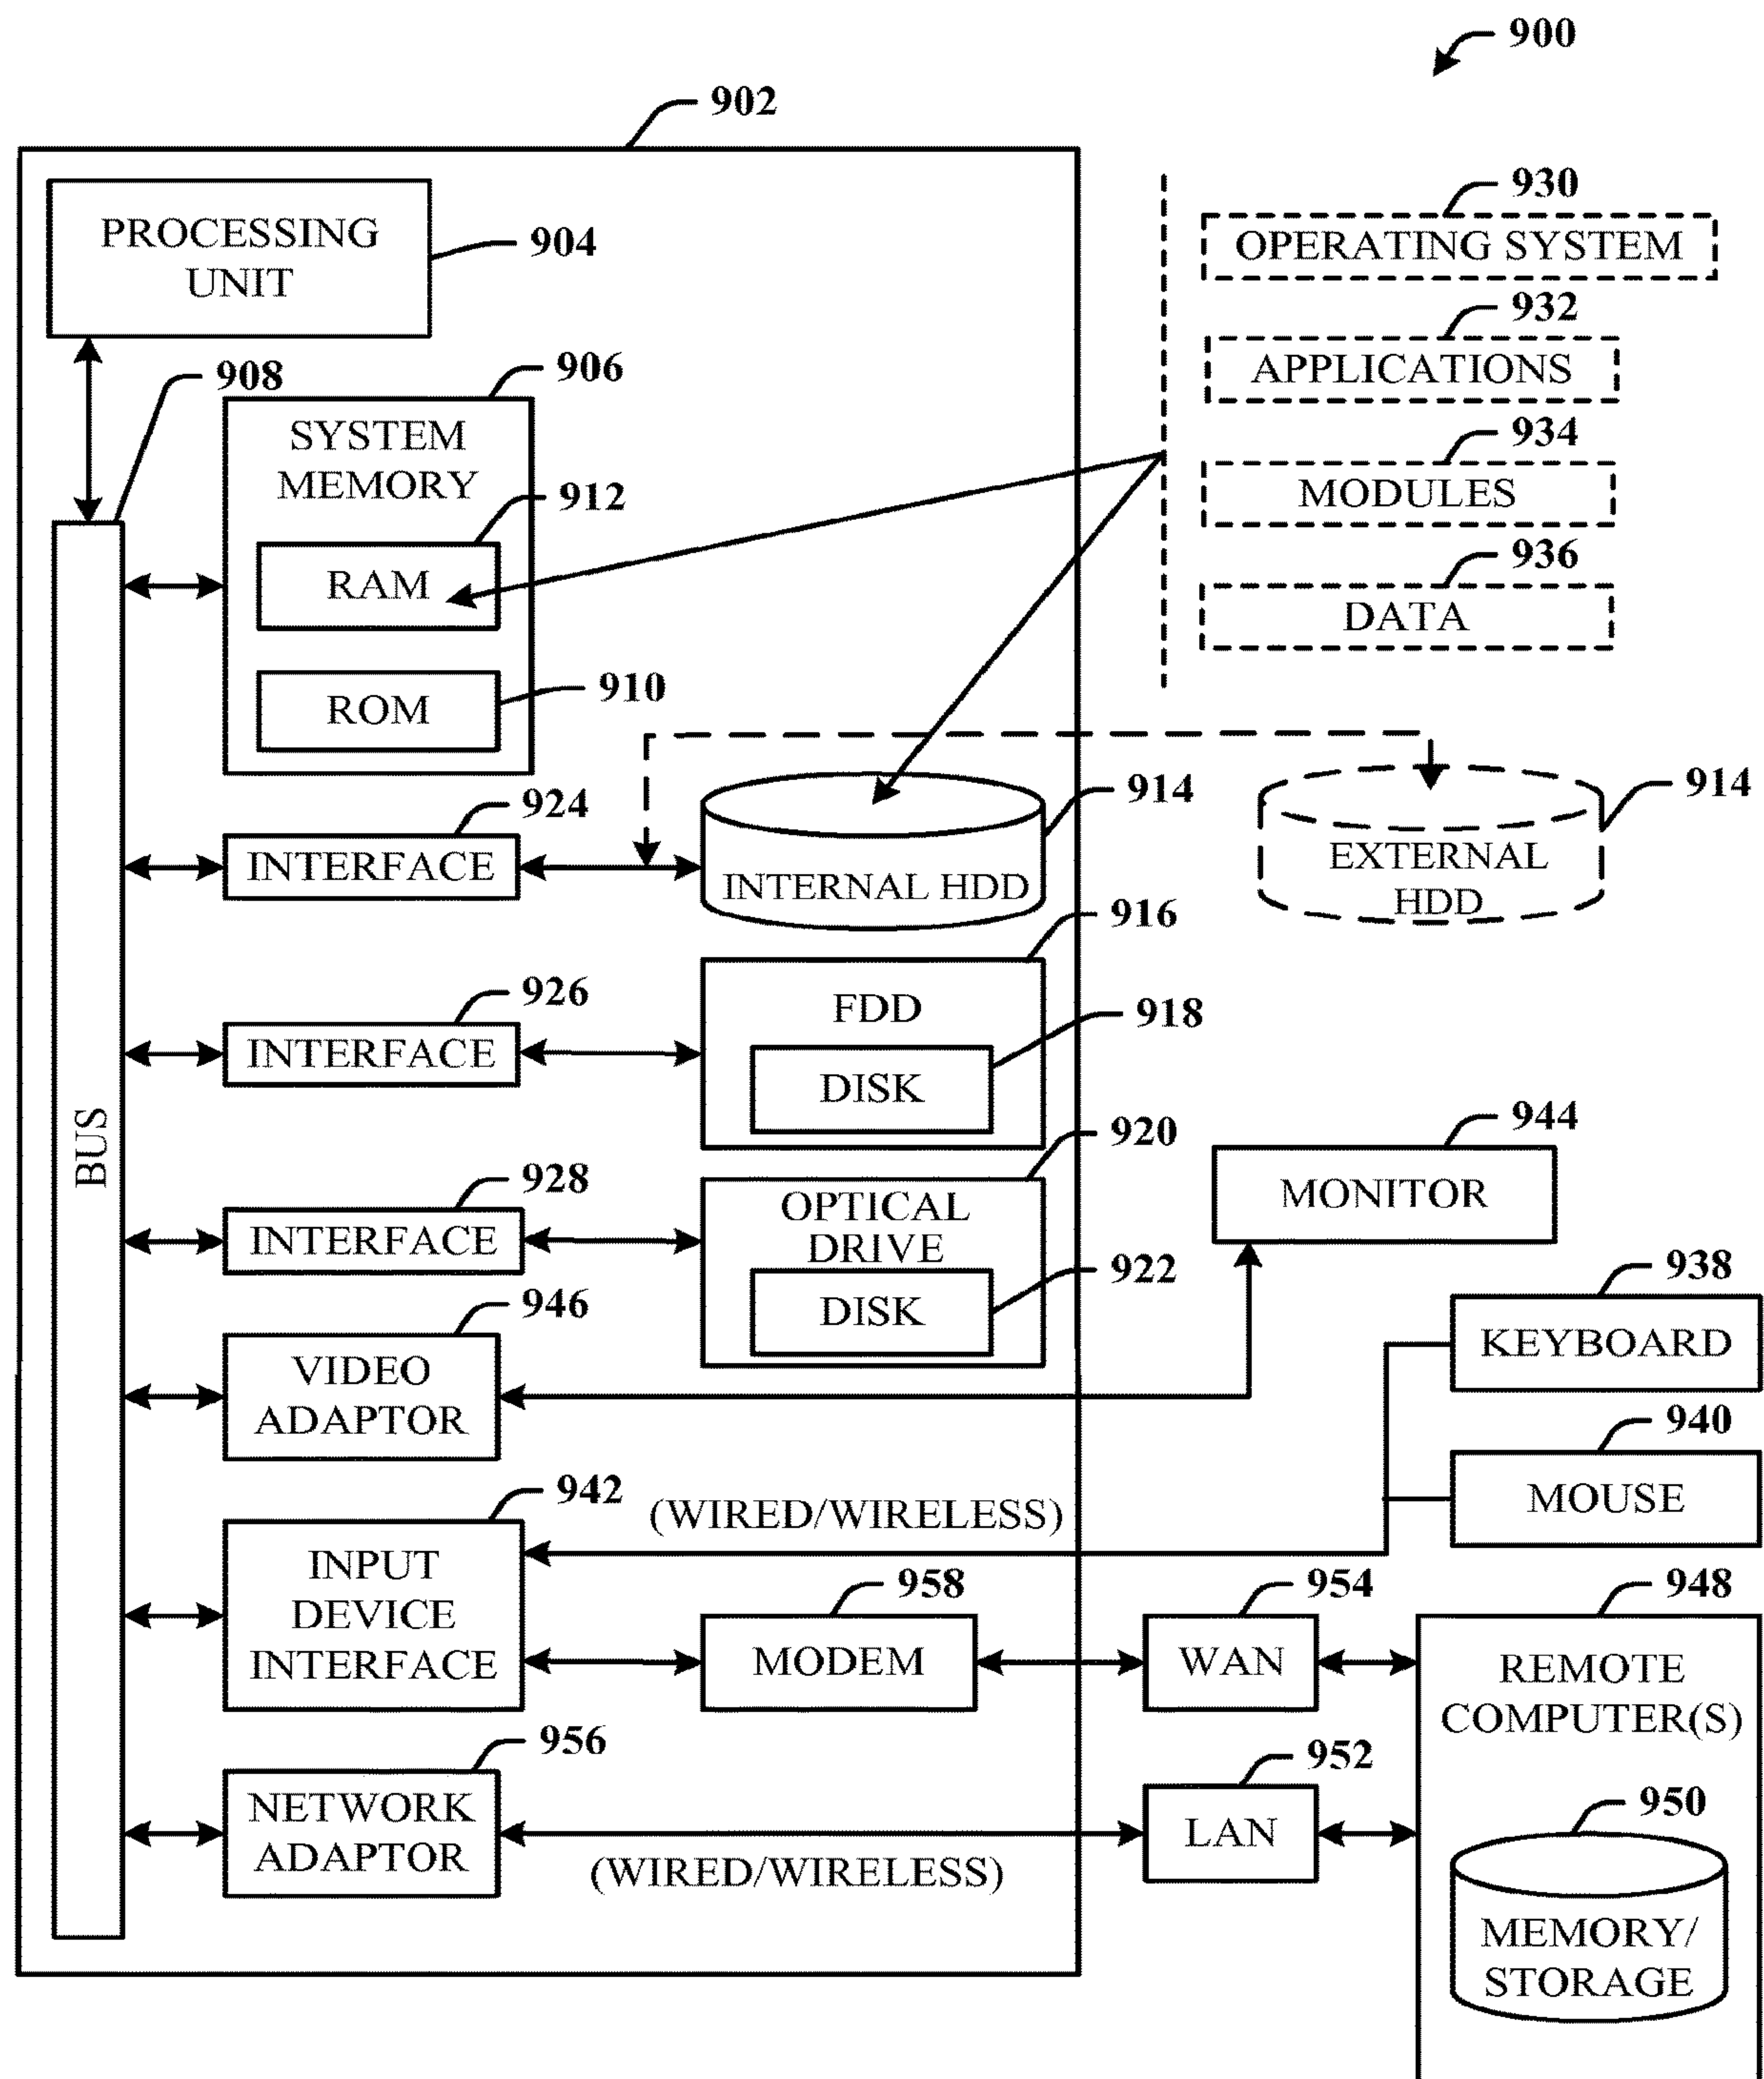 900
902
PROCESSING
UNIT
904
930
OPERATING SYSTEM
932
APPLICATIONS
934
MODULES
936
DATA
908
906
SYSTEM
MEMORY
912
RAM
910
ROM
BUS
924
INTERFACE
914
INTERNAL HDD
914
EXTERNAL
HDD
926
INTERFACE
916
FDD
918
DISK
928
INTERFACE
920
OPTICAL
DRIVE
922
DISK
944
MONITOR
946
VIDEO
ADAPTOR
938
KEYBOARD
940
MOUSE
942
INPUT
DEVICE
INTERFACE
(WIRED/WIRELESS)
958
MODEM
954
WAN
948
REMOTE
COMPUTER(S)
956
NETWORK
ADAPTOR
(WIRED/WIRELESS)
952
LAN
950
MEMORY/
STORAGE